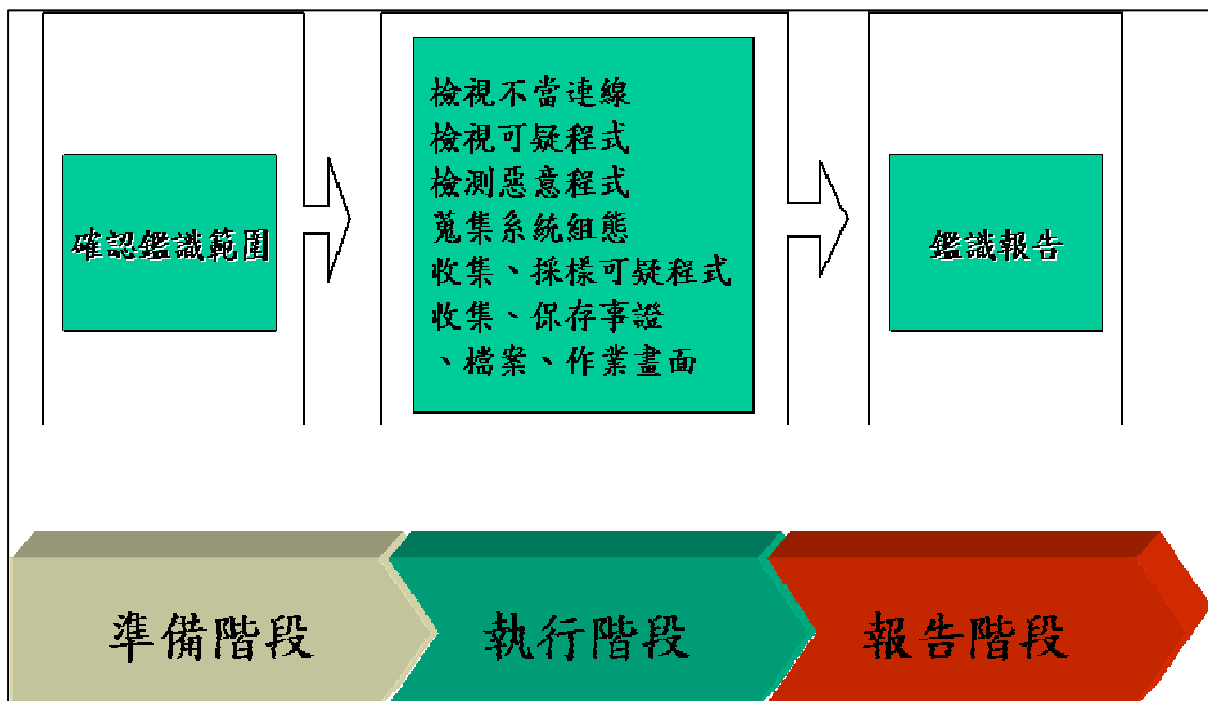 確認鑑識範圍
檢視不當連線
檢視可疑程式
檢測惡意程式
蒐集系統組態
收集、採樣可疑程式
收集、保存事證
、檔案、作業畫面
鑑識報告
準備階段
執行階段
報告階段